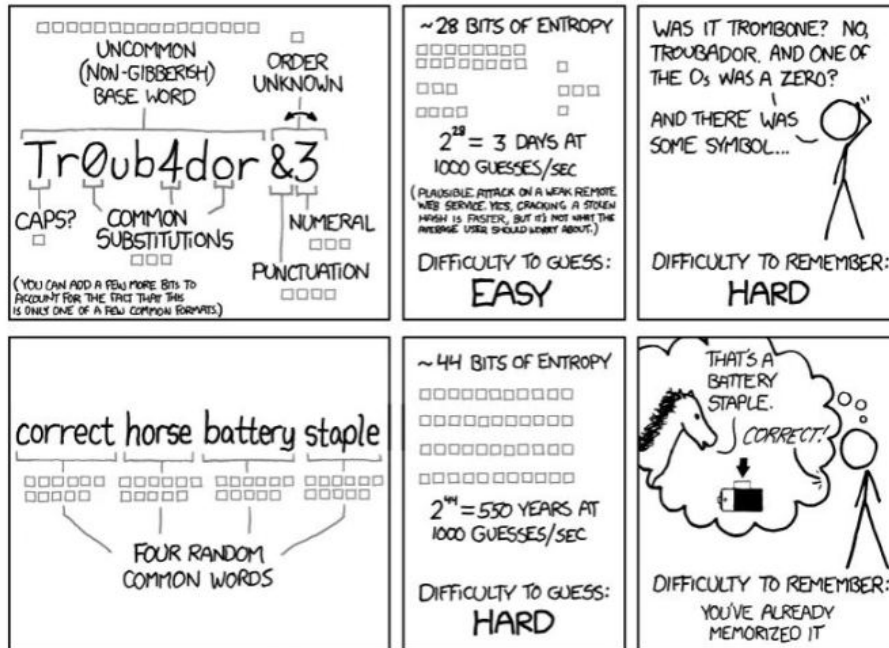 UNCOMMON
(NON-GIBBERISH)
BASE WORD
ORDER
UNKNOWN
Tr0ub4dor &3
CAPS?
COMMON
SUBSTITUTIONS
NUMERAL
PUNCTUATION
(YOU CAN ADD A FEW MORE BITS TO
ACCOUNT FOR THE FACT THAT THIS
IS ONLY ONE OF A FEW COMMON FORMATS.)
~28 BITS OF ENTROPY
2^28 = 3 DAYS AT
1000 GUESSES/SEC
(PLAUSIBLE ATTACK ON A WEAK REMOTE
WEB SERVICE. YES, CRACKING A STOLEN
HASH IS FASTER, BUT IT'S NOT WHAT THE
AVERAGE USER SHOULD WORRY ABOUT.)
DIFFICULTY TO GUESS:
EASY
WAS IT TROMBONE? NO,
TROUBADOR. AND ONE OF
THE Os WAS A ZERO?
AND THERE WAS
SOME SYMBOL...
DIFFICULTY TO REMEMBER:
HARD
correct horse battery staple
FOUR RANDOM
COMMON WORDS
~44 BITS OF ENTROPY
2^44 = 550 YEARS AT
1000 GUESSES/SEC
DIFFICULTY TO GUESS:
HARD
THAT'S A
BATTERY
STAPLE.
CORRECT!
DIFFICULTY TO REMEMBER:
YOU'VE ALREADY
MEMORIZED IT